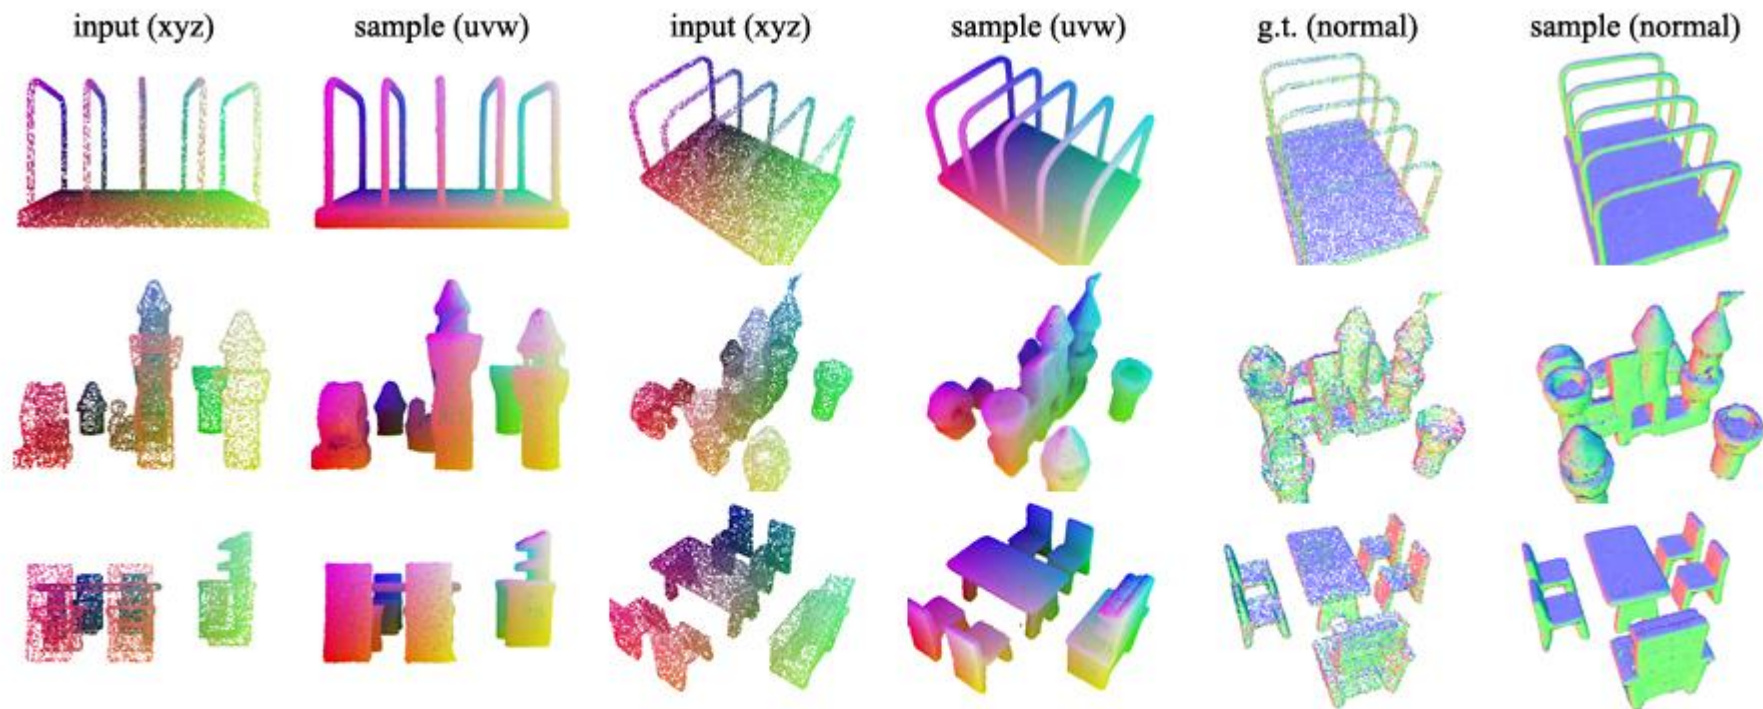 input (xyz) sample (uvw) input (xyz) sample (uvw) g.t. (normal) sample (normal)